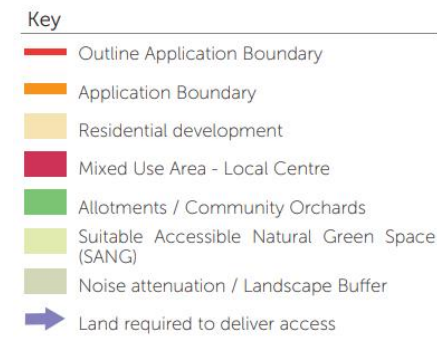 Key
Outline Application Boundary
Application Boundary
Residential development
Mixed Use Area - Local Centre
Allotments / Community Orchards
Suitable Accessible Natural Green Space
(SANG)
Noise attenuation / Landscape Buffer
Land required to deliver access